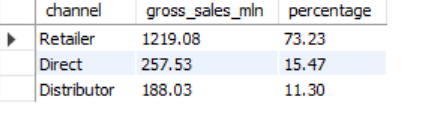 channel gross_sales_mln percentage
Retailer 1219.08 73.23
Direct 257.53 15.47
Distributor 188.03 11.30